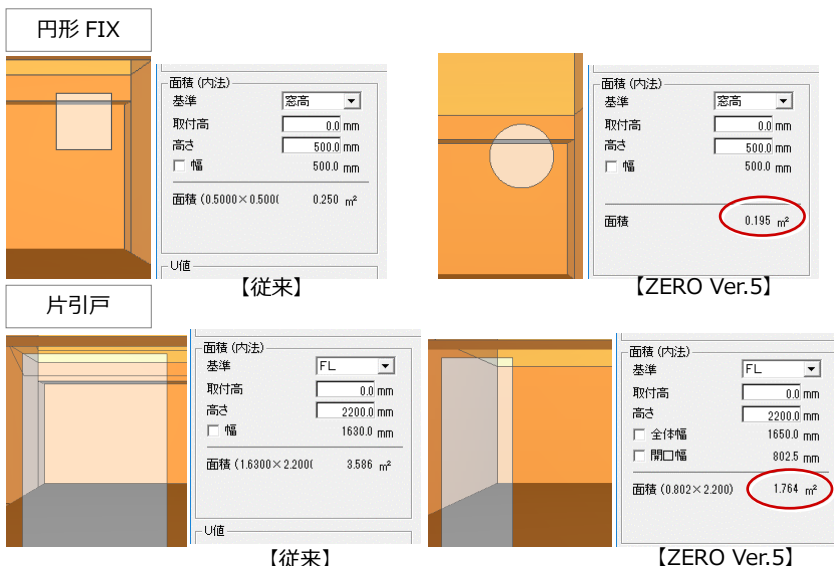 円形 FIX
面積 (内法)
基準 窓高
取付高 0.0 mm
高さ 500.0 mm
幅 500.0 mm
面積 (0.5000×0.500( 0.250 m²
U値
【従来】
面積 (内法)
基準 窓高
取付高 0.0 mm
高さ 500.0 mm
幅 500.0 mm
面積 0.195 m²
【ZERO Ver.5】
片引戸
面積 (内法)
基準 FL
取付高 0.0 mm
高さ 2200.0 mm
幅 1630.0 mm
面積 (1.6300×2.200( 3.586 m²
U値
【従来】
面積 (内法)
基準 FL
取付高 0.0 mm
高さ 2200.0 mm
全体幅 1650.0 mm
開口幅 802.5 mm
面積 (0.802×2.200) 1.764 m²
【ZERO Ver.5】